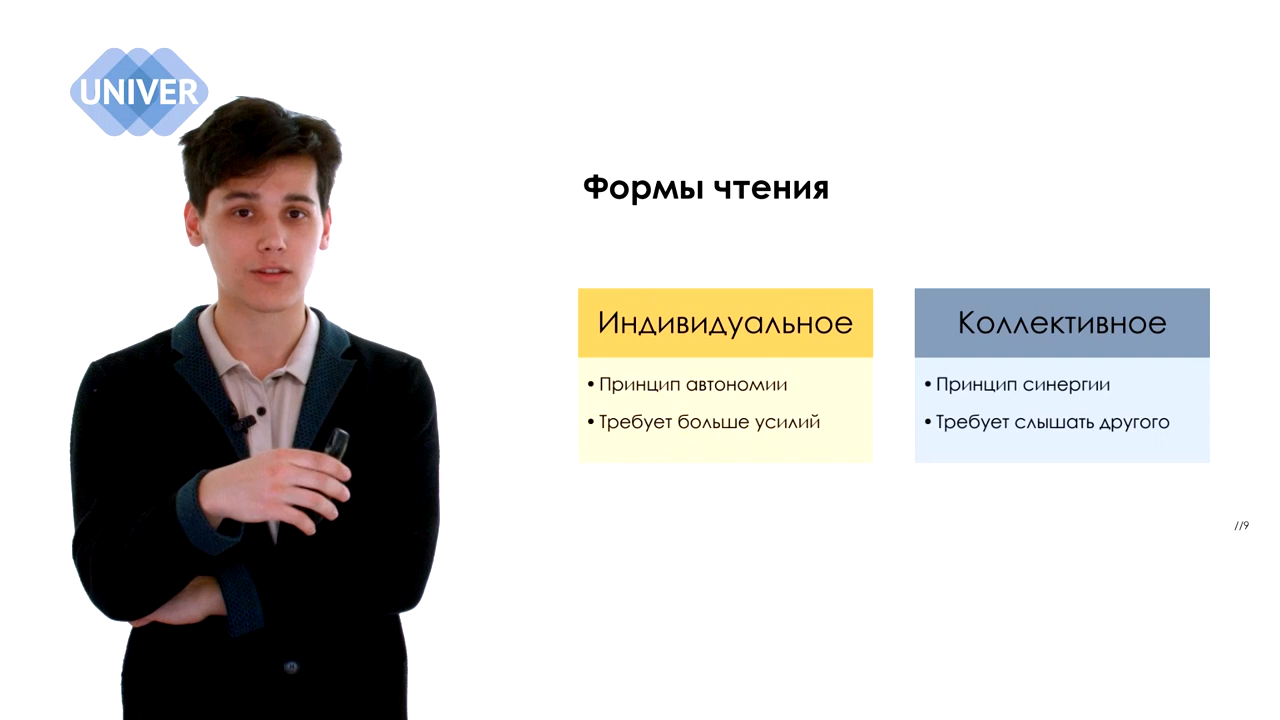 UNIVER
Формы чтения
Индивидуальное
• Принцип автономии
• Требует больше усилий
Коллективное
• Принцип синергии
• Требует слышать другого
//9